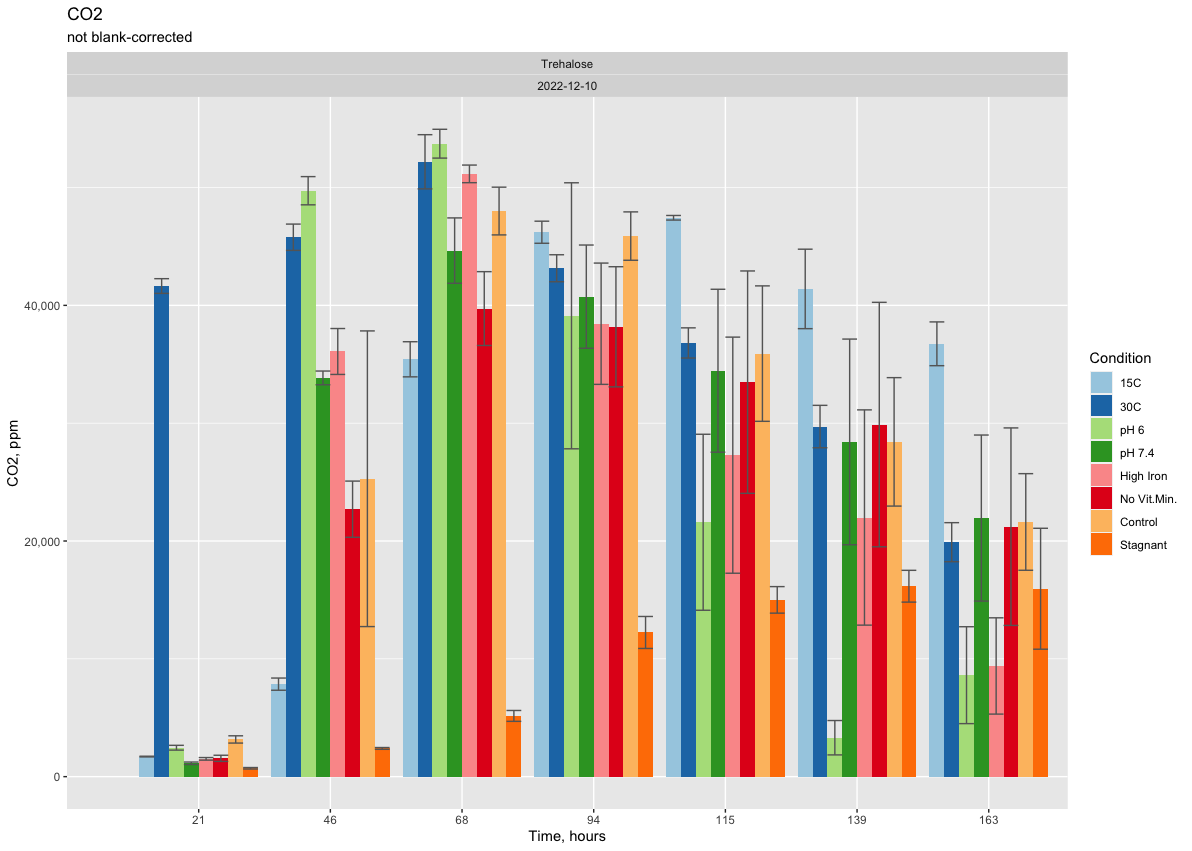 CO2
not blank-corrected
Trehalose
2022-12-10
40,000
20,000
0
CO2, ppm
21 46 68 94 115 139 163
Time, hours
Condition
15C
30C
pH 6
pH 7.4
High Iron
No Vit.Min.
Control
Stagnant